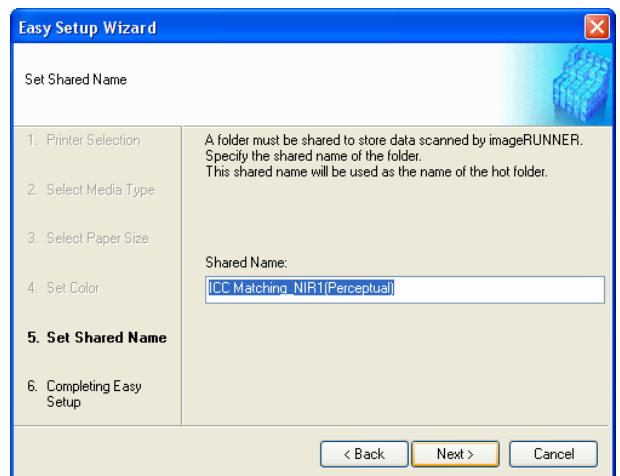 Easy Setup Wizard
Set Shared Name
1. Printer Selection
2. Select Media Type
3. Select Paper Size
4. Set Color
5. Set Shared Name
6. Completing Easy
Setup
A folder must be shared to store data scanned by imageRUNNER.
Specify the shared name of the folder.
This shared name will be used as the name of the hot folder.
Shared Name:
ICC Matching_NIR1(Perceptual)
< Back
Next >
Cancel